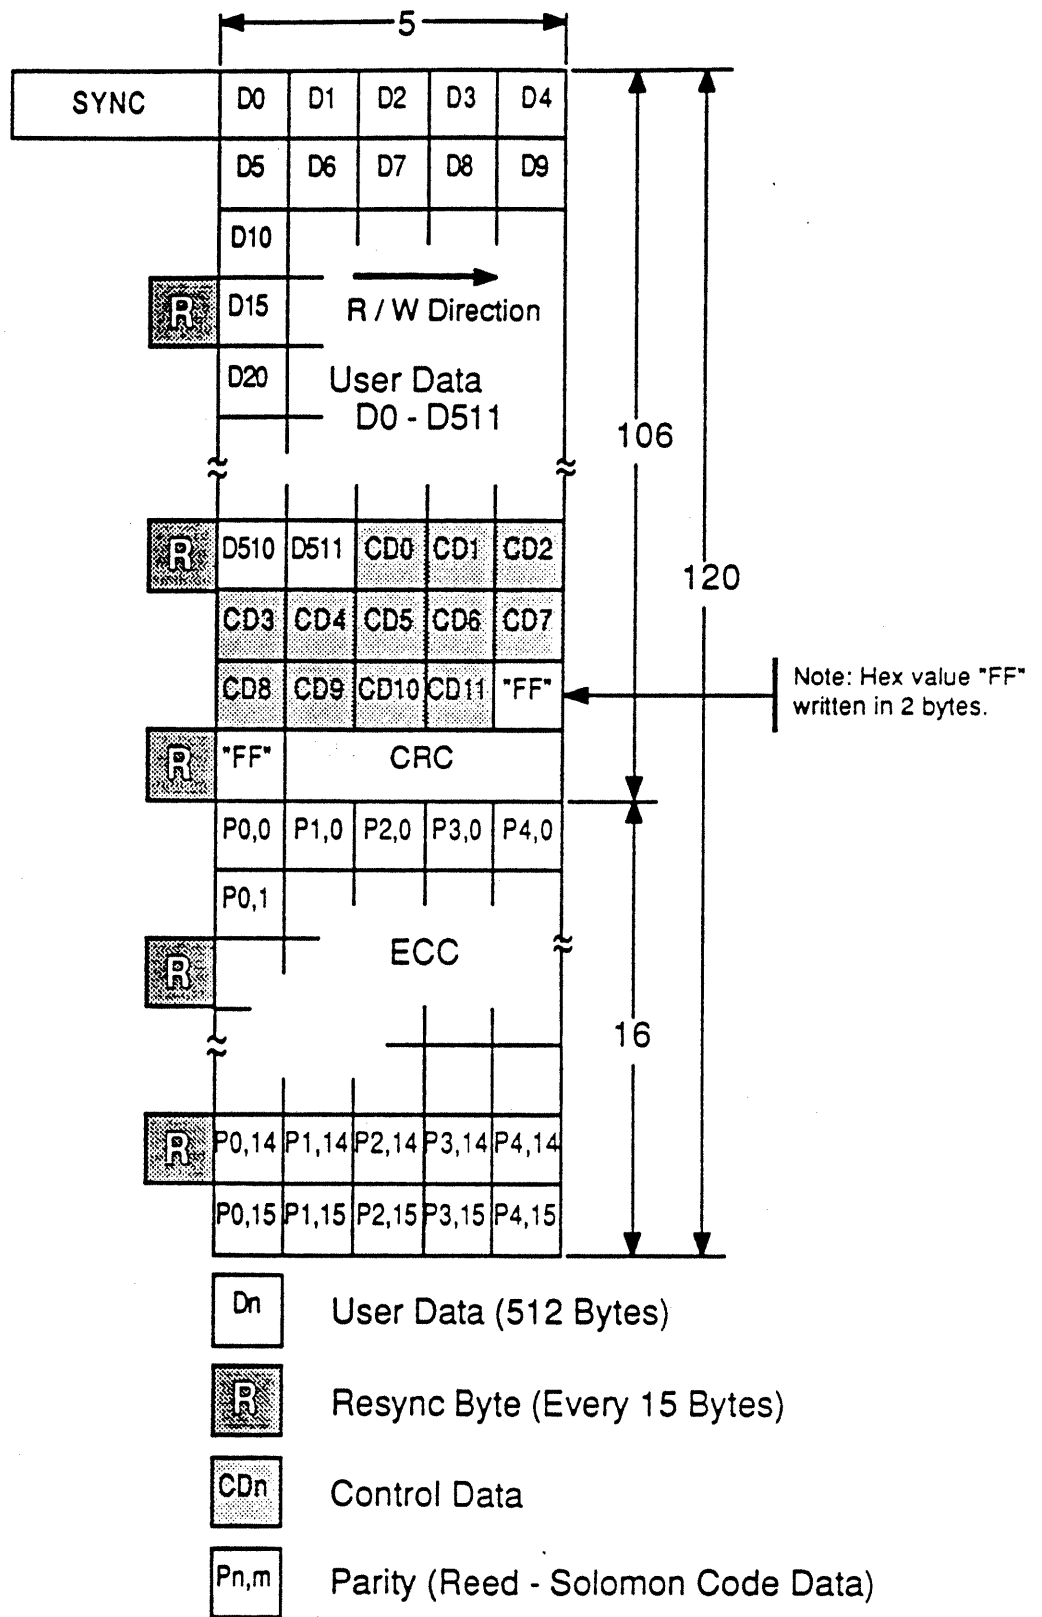 5
SYNC D0 D1 D2 D3 D4
D5 D6 D7 D8 D9
D10
R D15 R / W Direction
D20 User Data
D0 - D511
106
R D510 D511 CD0 CD1 CD2
120
CD3 CD4 CD5 CD6 CD7
CD8 CD9 CD10 CD11 "FF" Note: Hex value "FF"
written in 2 bytes.
R "FF" CRC
P0,0 P1,0 P2,0 P3,0 P4,0
P0,1
R ECC
16
R P0,14 P1,14 P2,14 P3,14 P4,14
P0,15 P1,15 P2,15 P3,15 P4,15
Dn User Data (512 Bytes)
R Resync Byte (Every 15 Bytes)
CDn Control Data
Pn,m Parity (Reed - Solomon Code Data)